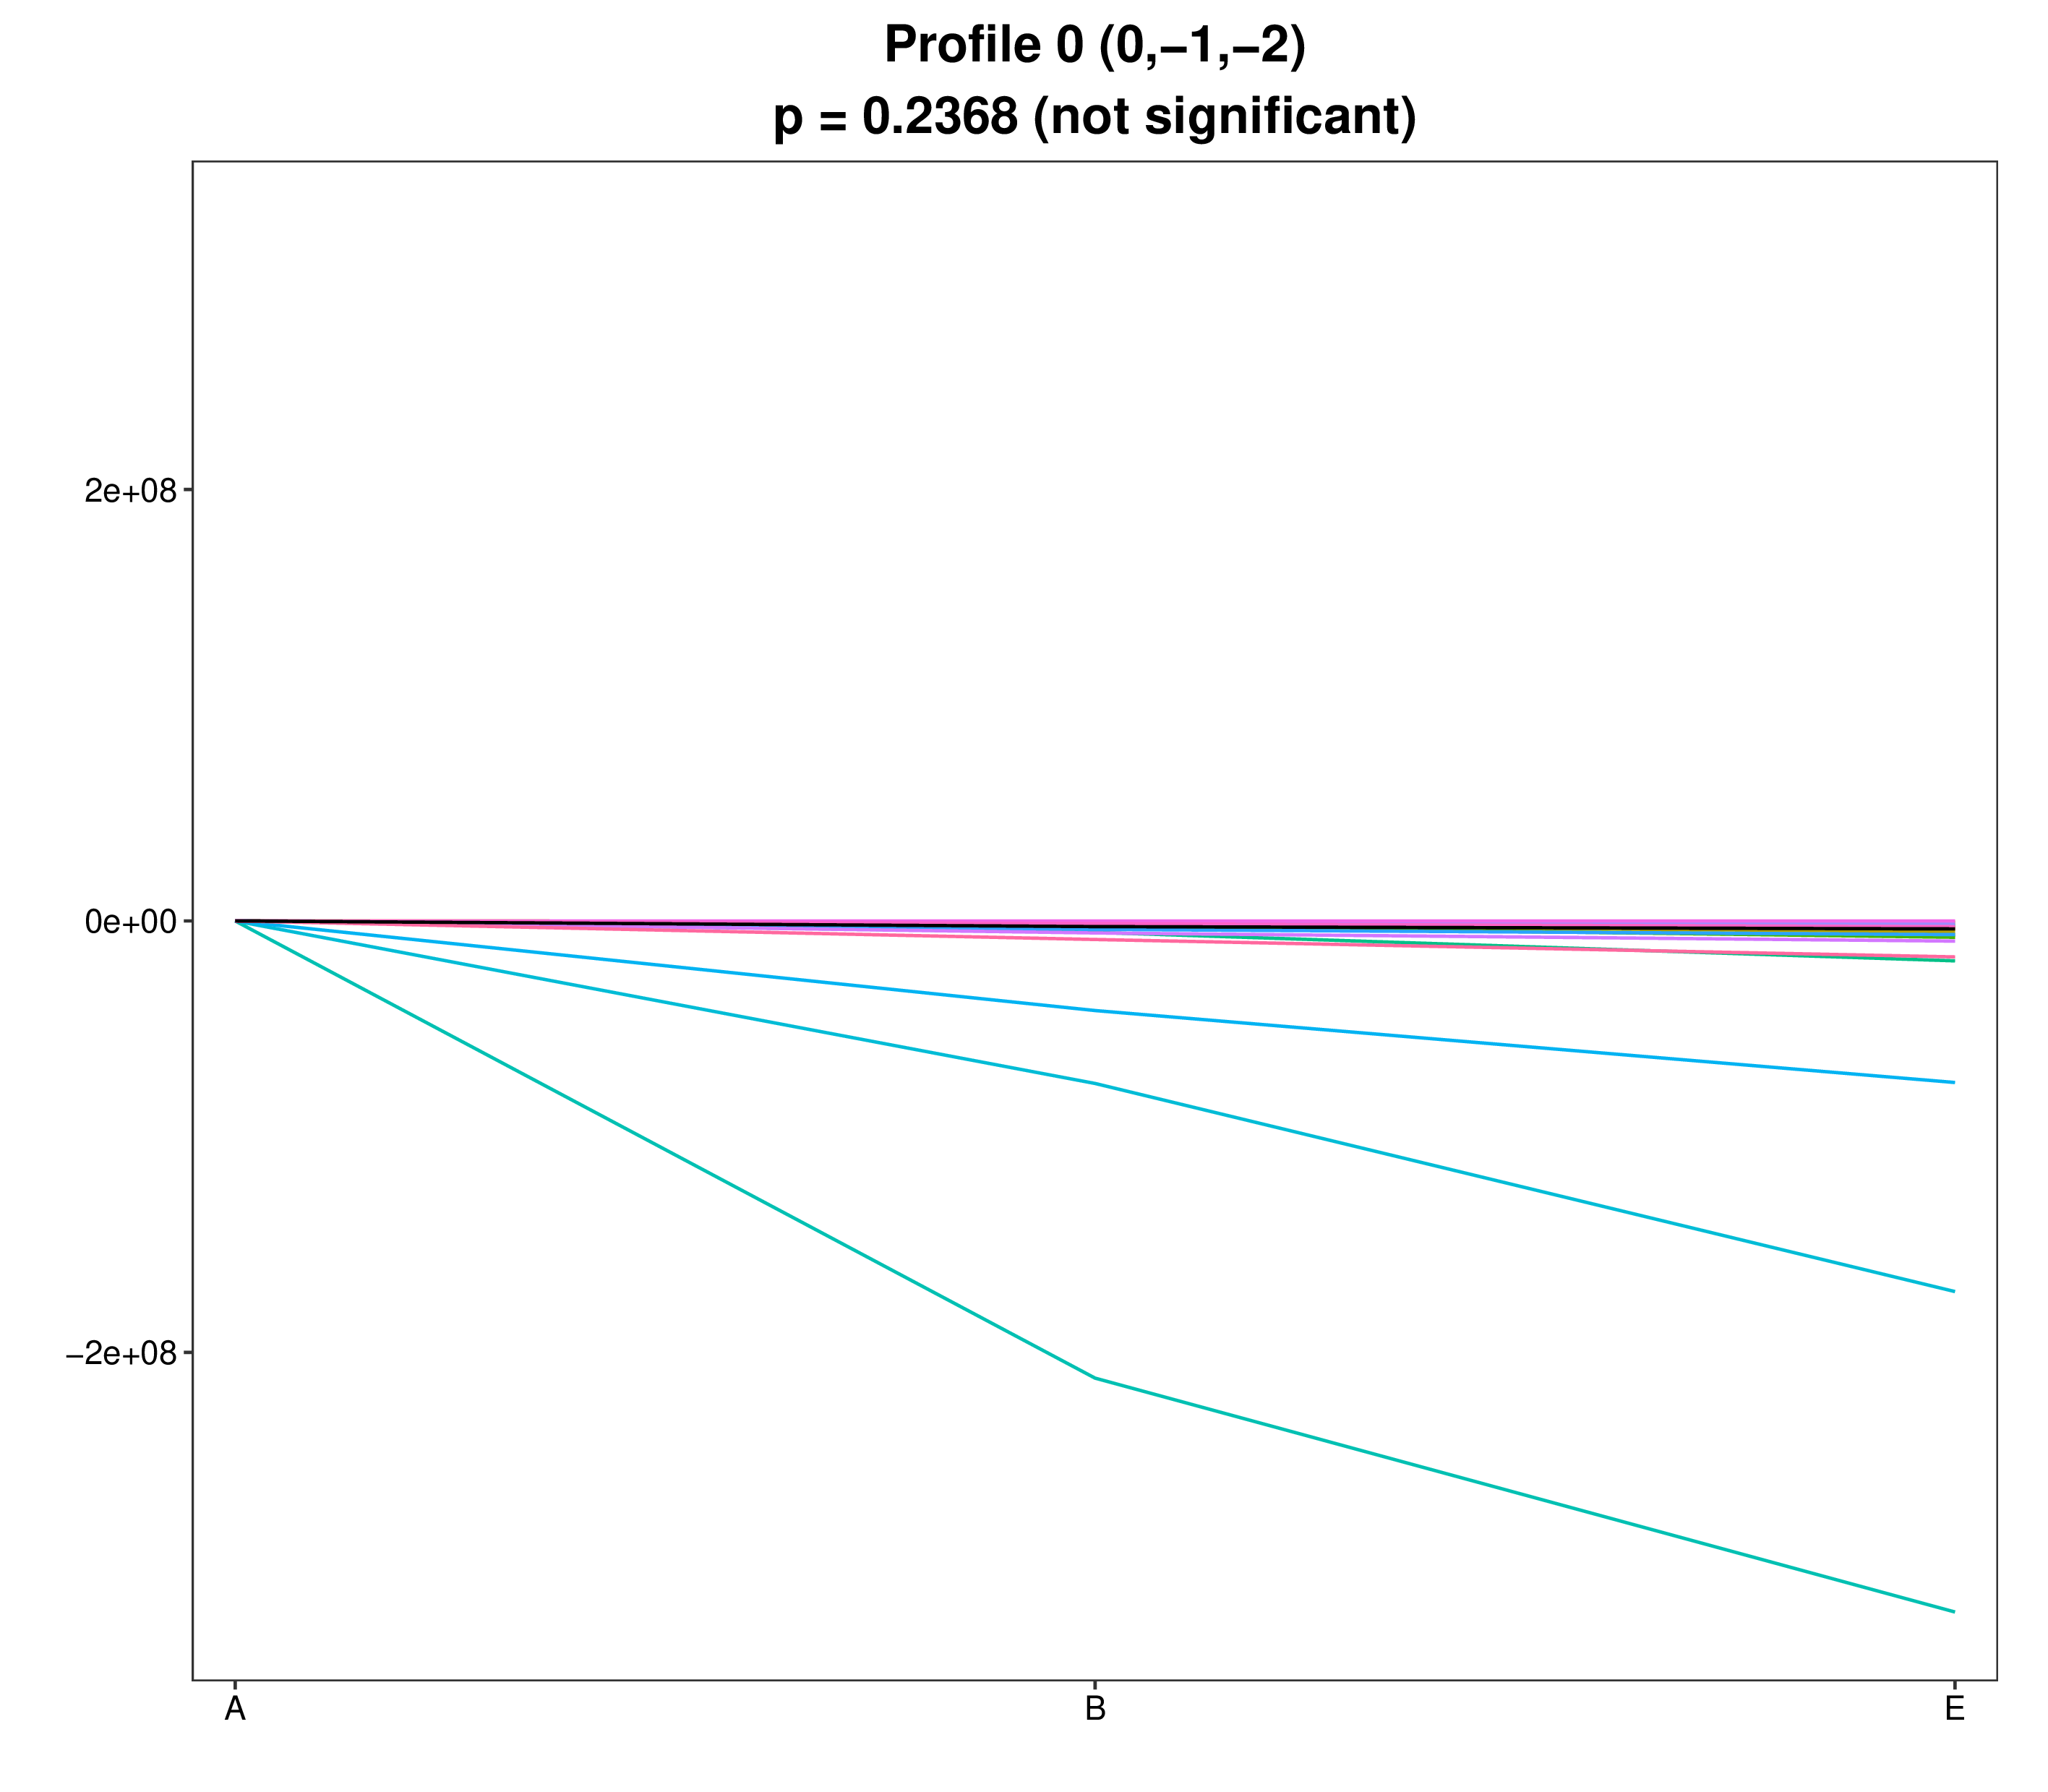 Profile 0 (0,−1,−2)
p = 0.2368 (not significant)
2e+08
0e+00
−2e+08
A B E